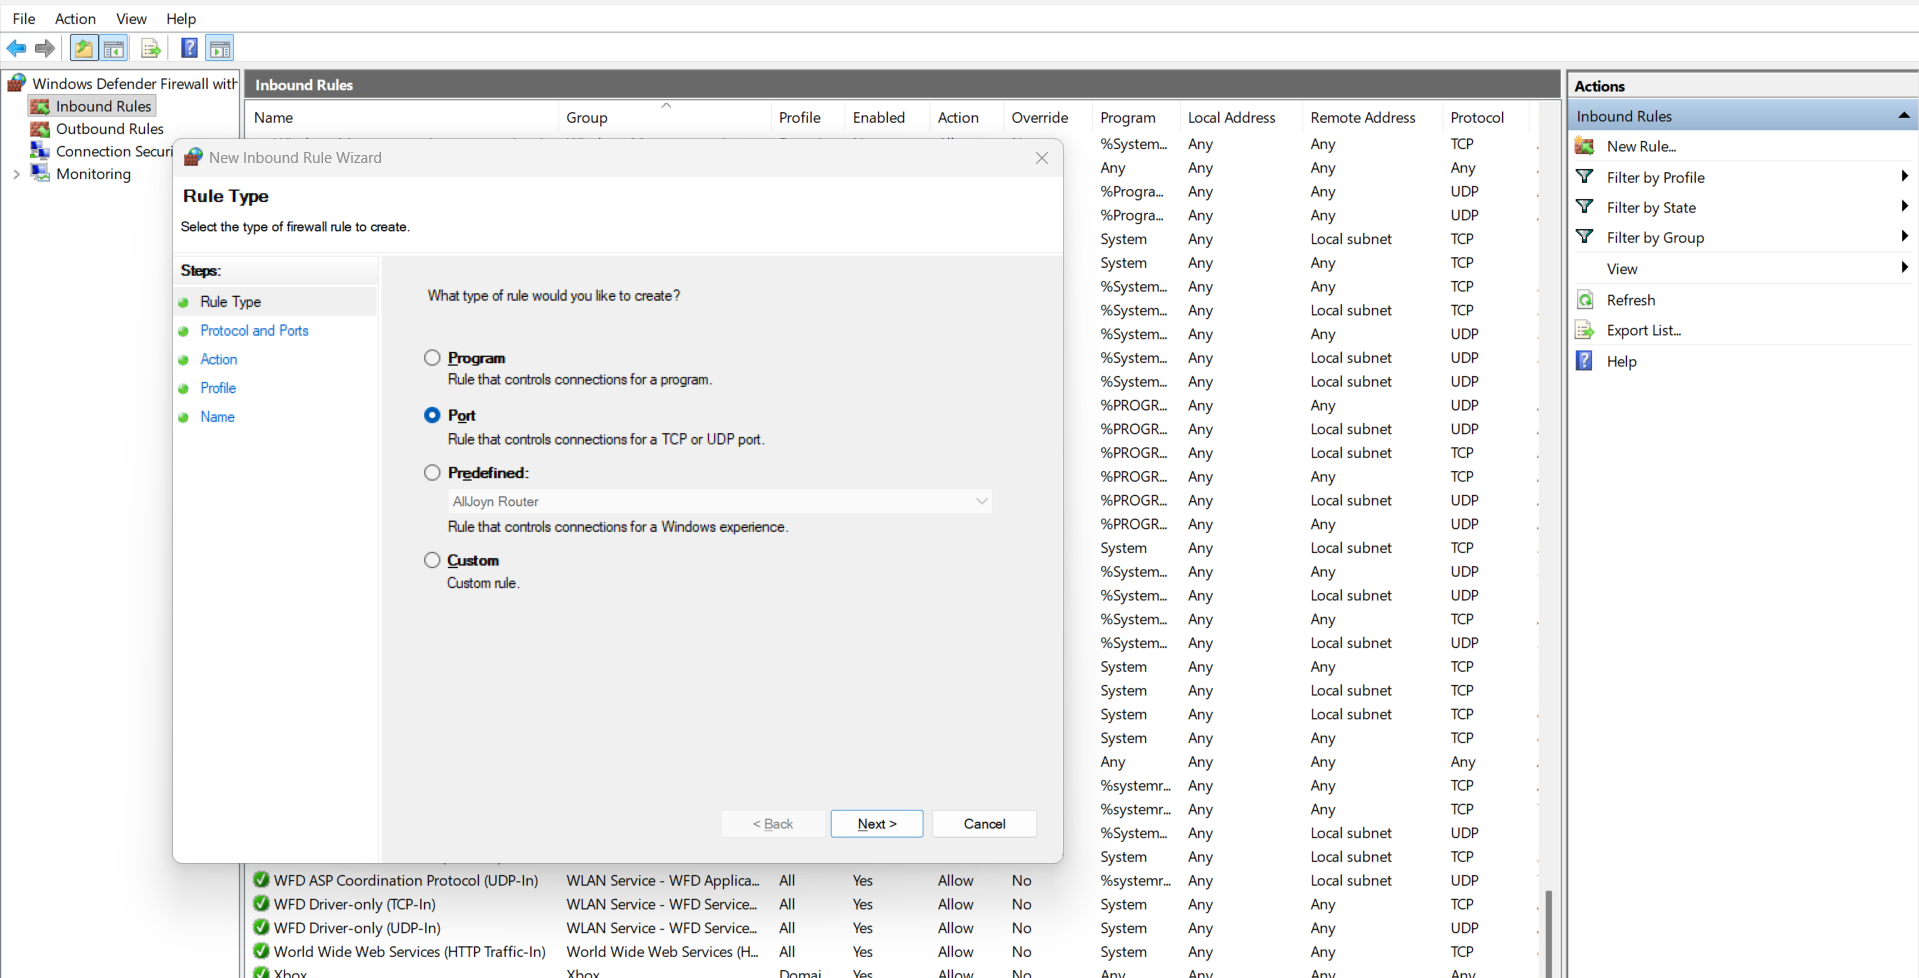 File Action View Help
Windows Defender Firewall with
Inbound Rules
Outbound Rules
Connection Securi
Monitoring
Inbound Rules
Name Group Profile Enabled Action Override Program Local Address Remote Address Protocol
%System... Any Any TCP
Any Any Any Any
%Progra... Any Any UDP
%Progra... Any Any UDP
System Any Local subnet TCP
System Any Any TCP
%System... Any Any TCP
%System... Any Local subnet TCP
%System... Any Any UDP
%System... Any Local subnet UDP
%System... Any Local subnet UDP
%PROGR... Any Any UDP
%PROGR... Any Local subnet UDP
%PROGR... Any Local subnet TCP
%PROGR... Any Any TCP
%PROGR... Any Local subnet UDP
%PROGR... Any Any UDP
System Any Local subnet TCP
%System... Any Any UDP
%System... Any Local subnet UDP
%System... Any Any TCP
%System... Any Local subnet UDP
System Any Any TCP
System Any Local subnet TCP
System Any Local subnet TCP
System Any Any TCP
Any Any Any Any
%systemr... Any Any TCP
%systemr... Any Any TCP
%System... Any Local subnet UDP
System Any Local subnet TCP
WFD ASP Coordination Protocol (UDP-In) WLAN Service - WFD Applica... All Yes Allow No %systemr... Any Local subnet UDP
WFD Driver-only (TCP-In) WLAN Service - WFD Service... All Yes Allow No System Any Any TCP
WFD Driver-only (UDP-In) WLAN Service - WFD Service... All Yes Allow No System Any Any UDP
World Wide Web Services (HTTP Traffic-In) World Wide Web Services (H... All Yes Allow No System Any Any TCP
Xbox Xbox Domai Yes Allow No Any Any Any Any
New Inbound Rule Wizard
Rule Type
Select the type of firewall rule to create.
Steps:
Rule Type
Protocol and Ports
Action
Profile
Name
What type of rule would you like to create?
Program
Rule that controls connections for a program.
Port
Rule that controls connections for a TCP or UDP port.
Predefined:
AllJoyn Router
Rule that controls connections for a Windows experience.
Custom
Custom rule.
< Back Next > Cancel
Actions
Inbound Rules
New Rule...
Filter by Profile
Filter by State
Filter by Group
View
Refresh
Export List...
Help